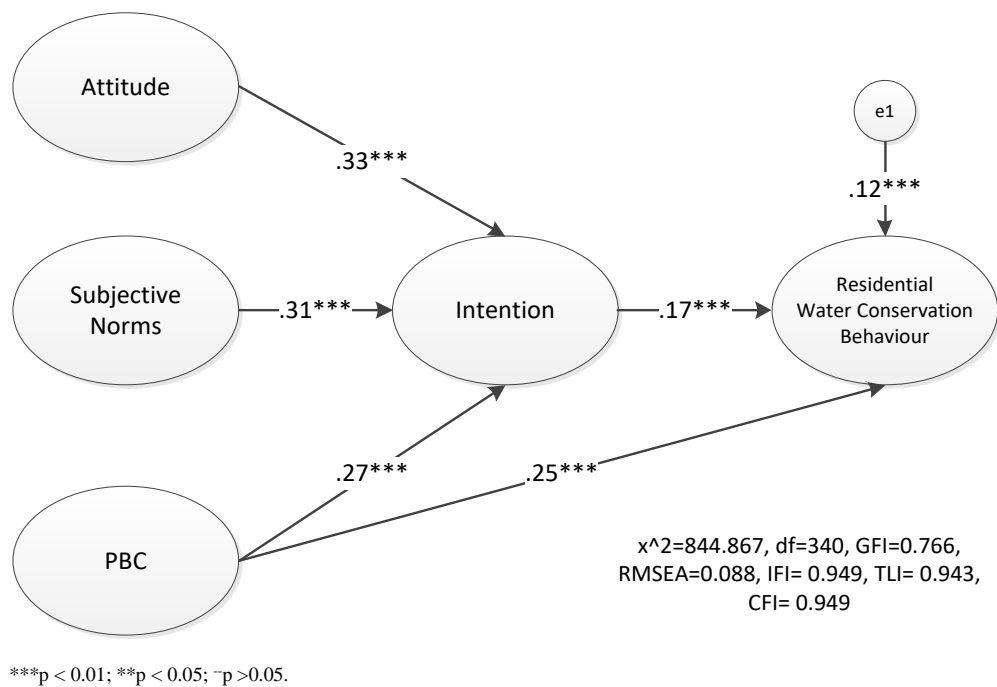 Attitude
e1
.33***
.12***
Subjective
Norms
.31***
Intention
.17***
Residential
Water Conservation
Behaviour
.27***
.25***
PBC
x^2=844.867, df=340, GFI=0.766,
RMSEA=0.088, IFI= 0.949, TLI= 0.943,
CFI= 0.949
***p < 0.01; **p < 0.05; --p >0.05.